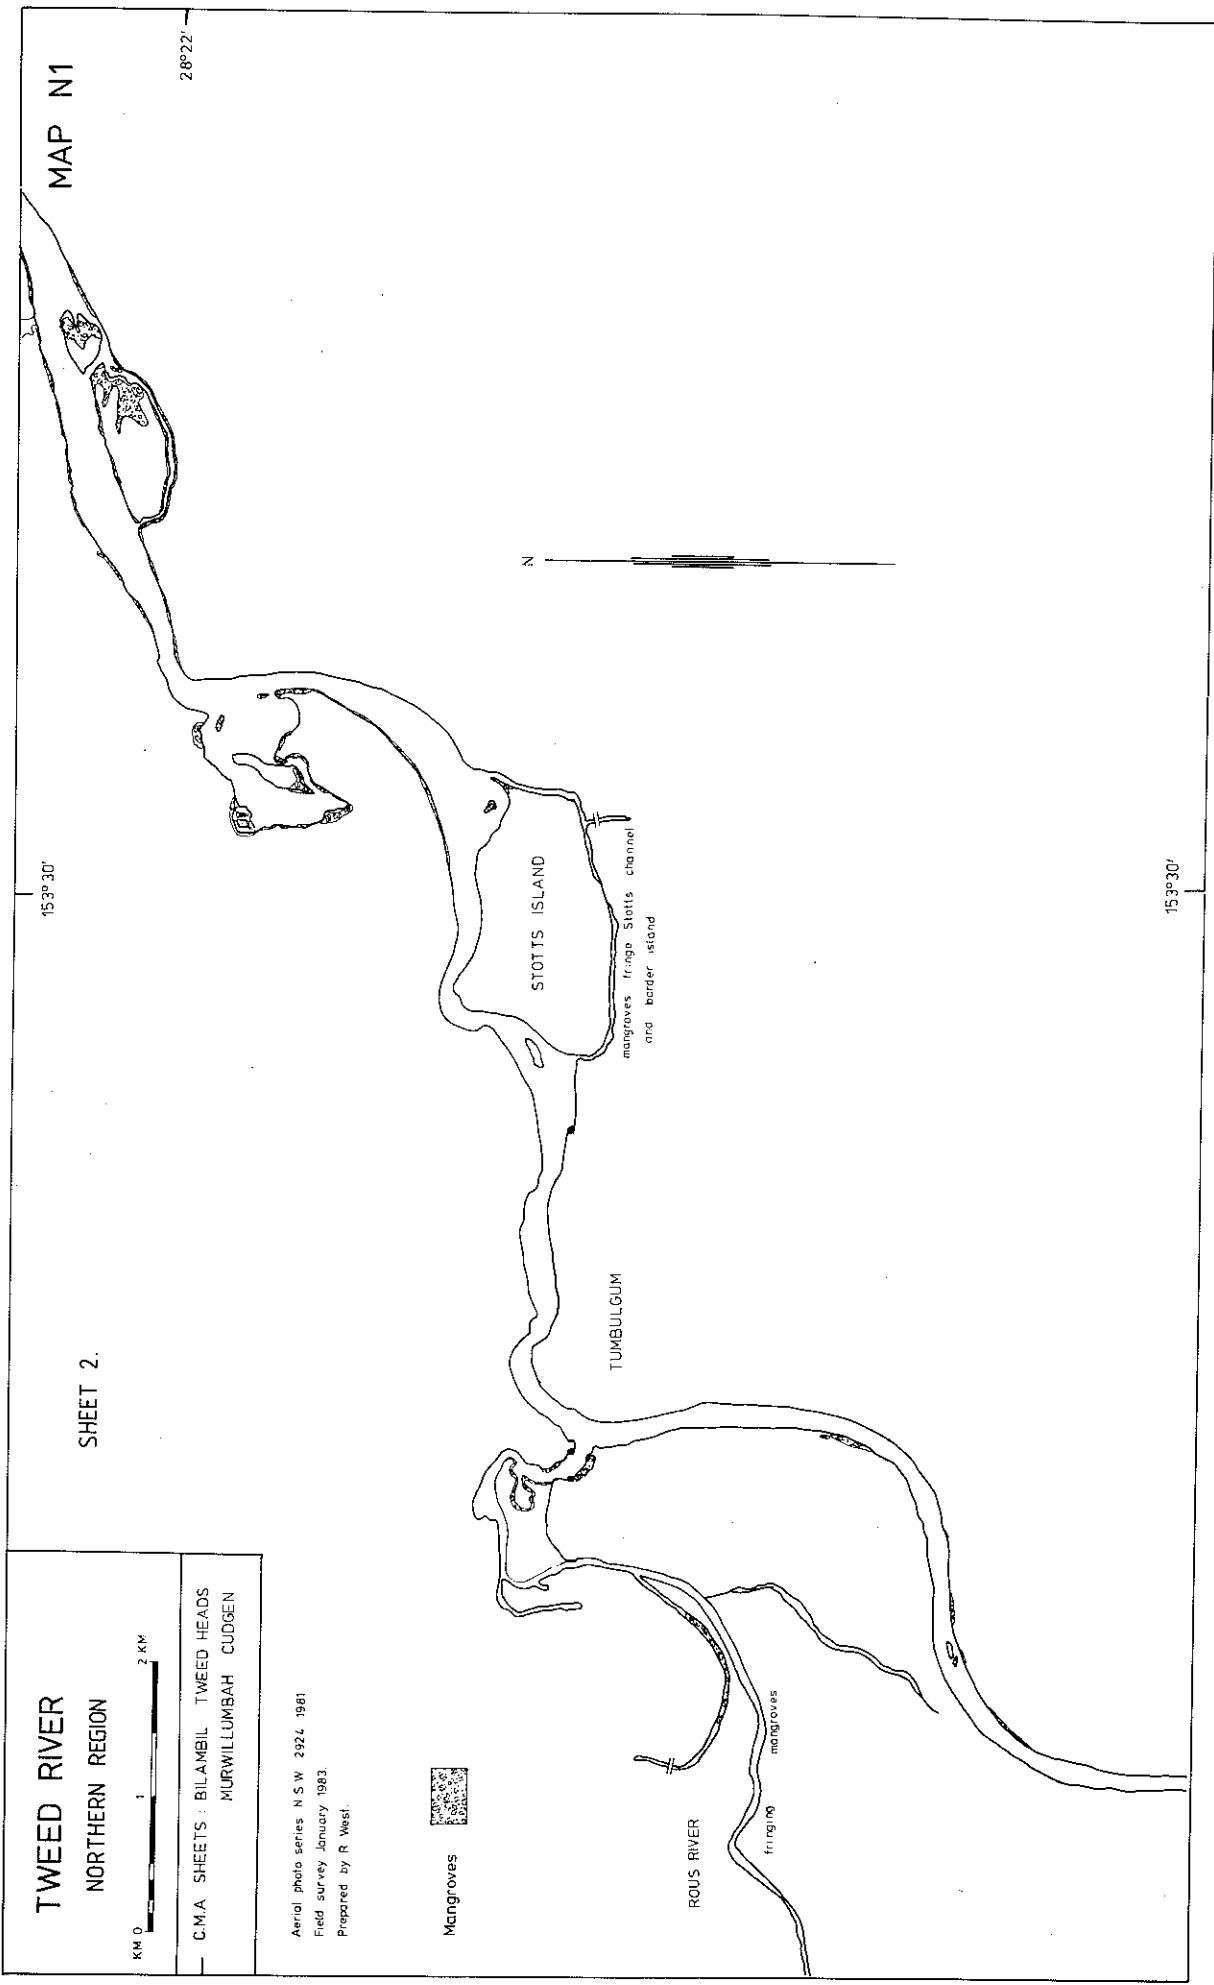 TWEED RIVER
NORTHERN REGION
KM 0 1 2 KM
C.M.A SHEETS : BILAMBIL TWEED HEADS
MURWILLUMBAH CUDGEN
Aerial photo series N S W 2924 1981
Field survey January 1983.
Prepared by R West.
Mangroves
SHEET 2.
MAP N1
153°30'
28°22'
N
STOTTS ISLAND
mangroves fringe Stotts channel
and border island
TUMBULGUM
ROUS RIVER
fringing mangroves
153°30'